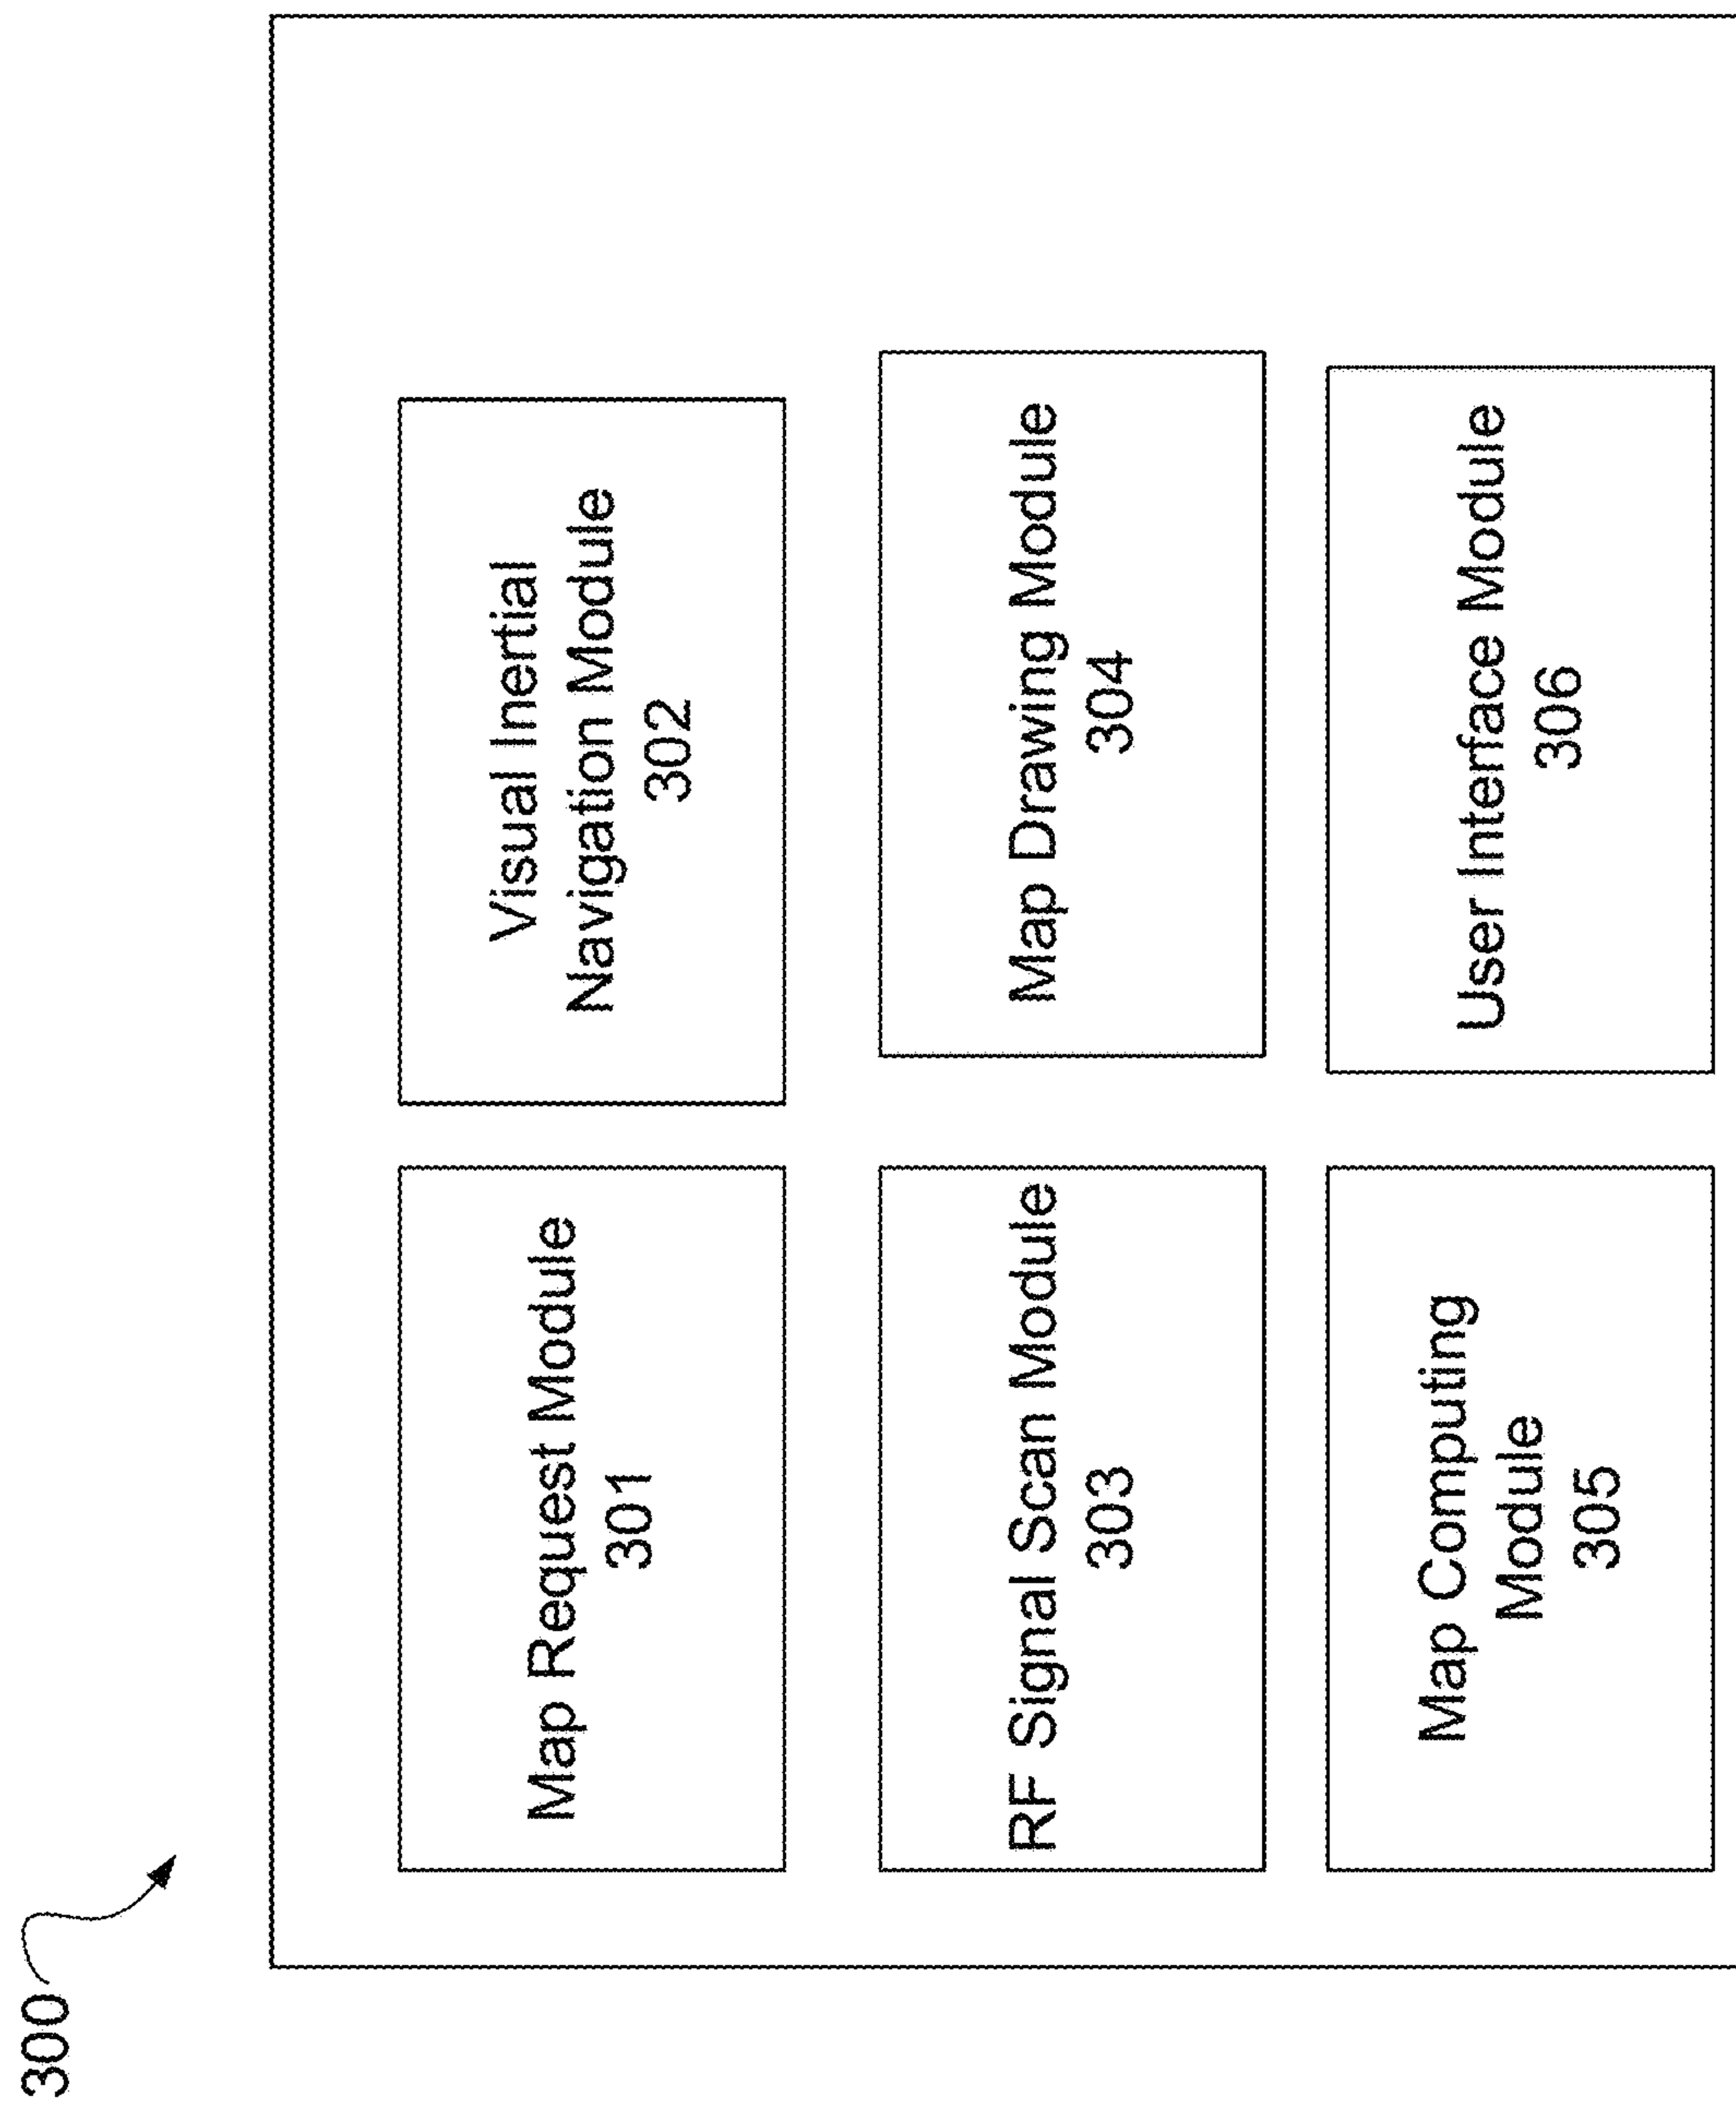 300
Map Request Module
301
Visual Inertial
Navigation Module
302
RF Signal Scan Module
303
Map Drawing Module
304
Map Computing
Module
305
User Interface Module
306